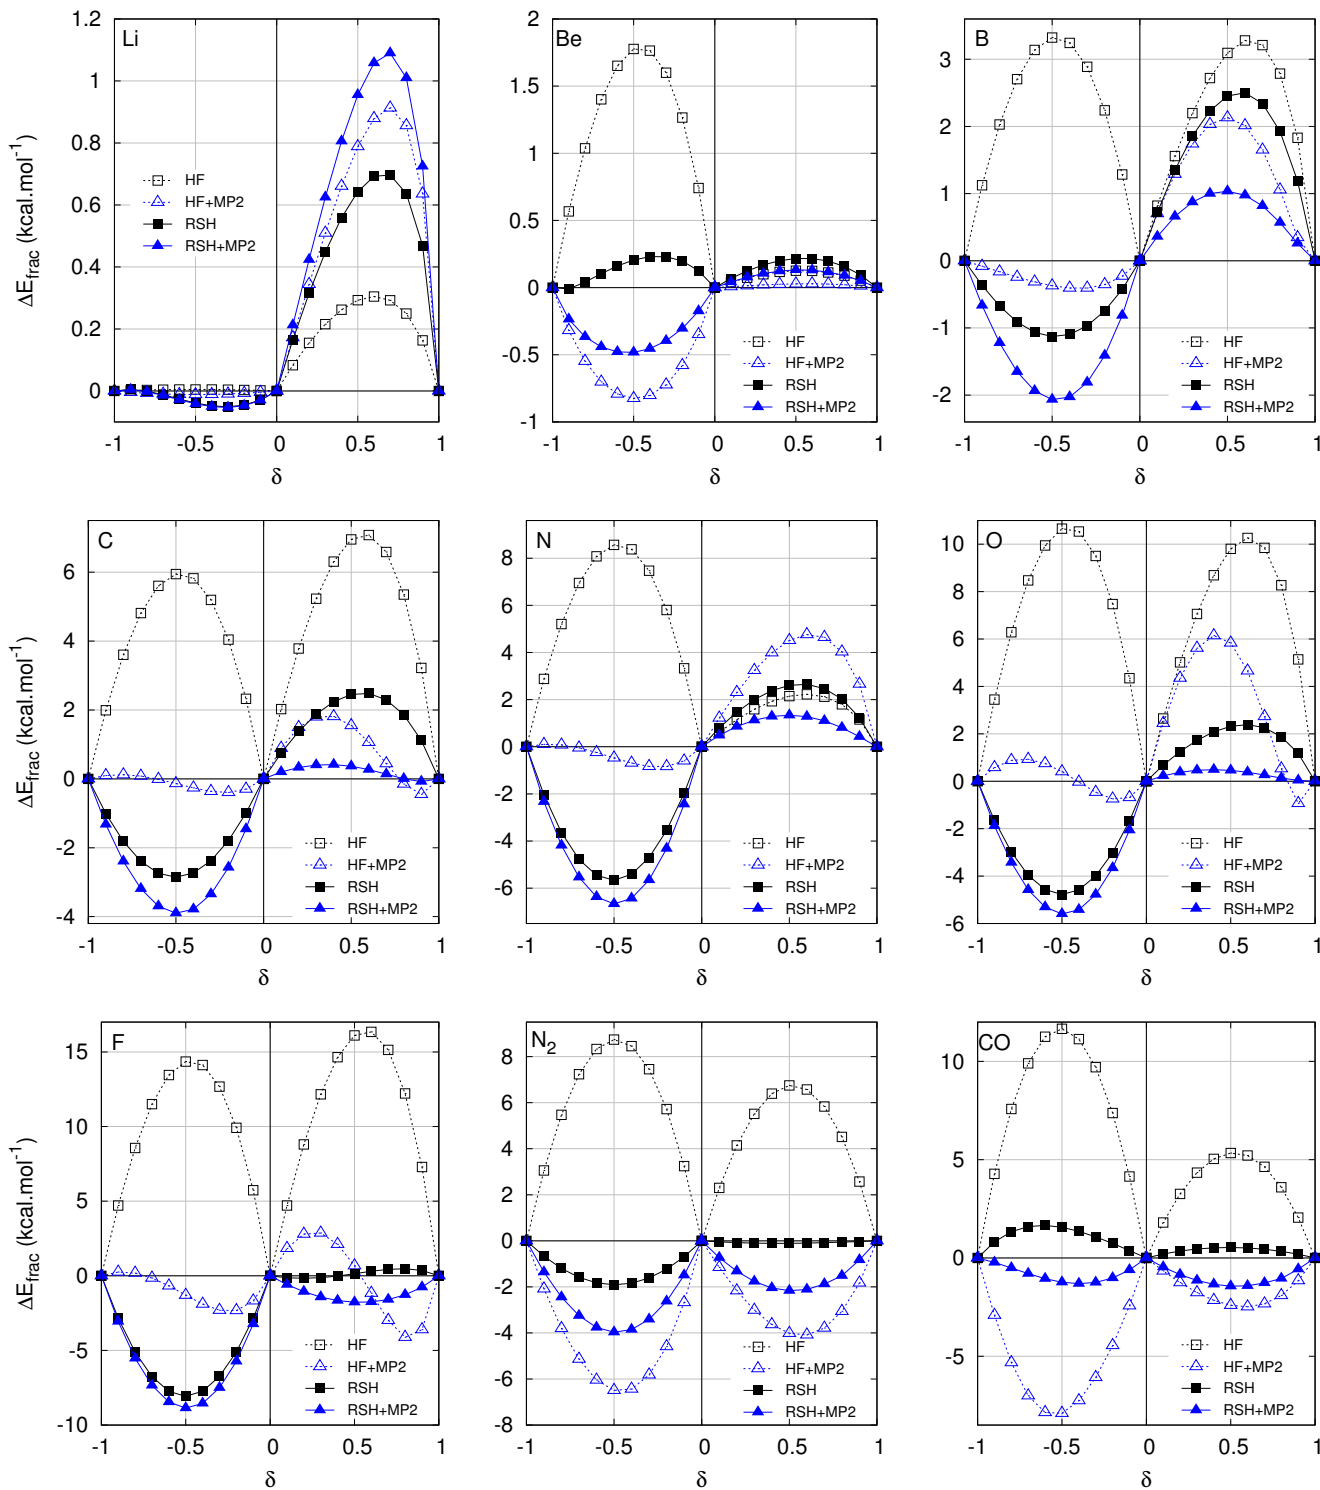 Li
ΔE_frac (kcal.mol⁻¹)
1.2
1
0.8
0.6
0.4
0.2
0
HF
HF+MP2
RSH
RSH+MP2
-1 -0.5 0 0.5 1
δ
Be
2
1.5
1
0.5
0
-0.5
-1
HF
HF+MP2
RSH
RSH+MP2
-1 -0.5 0 0.5 1
δ
B
3
2
1
0
-1
-2
HF
HF+MP2
RSH
RSH+MP2
-1 -0.5 0 0.5 1
δ
C
ΔE_frac (kcal.mol⁻¹)
6
4
2
0
-2
-4
HF
HF+MP2
RSH
RSH+MP2
-1 -0.5 0 0.5 1
δ
N
8
6
4
2
0
-2
-4
-6
HF
HF+MP2
RSH
RSH+MP2
-1 -0.5 0 0.5 1
δ
O
10
8
6
4
2
0
-2
-4
-6
HF
HF+MP2
RSH
RSH+MP2
-1 -0.5 0 0.5 1
δ
F
ΔE_frac (kcal.mol⁻¹)
15
10
5
0
-5
-10
HF
HF+MP2
RSH
RSH+MP2
-1 -0.5 0 0.5 1
δ
N₂
8
6
4
2
0
-2
-4
-6
-8
HF
HF+MP2
RSH
RSH+MP2
-1 -0.5 0 0.5 1
δ
CO
10
5
0
-5
HF
HF+MP2
RSH
RSH+MP2
-1 -0.5 0 0.5 1
δ